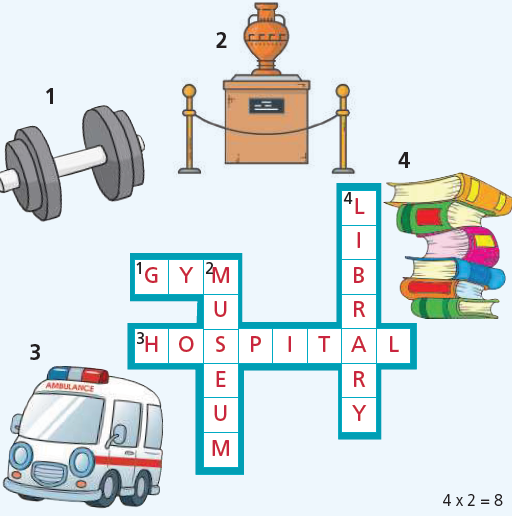 2
1
4
4 L
I
1 G Y 2 M B
U R
3 H O S P I T A L
3
E R
AMBULANCE
U Y
M
4 x 2 = 8